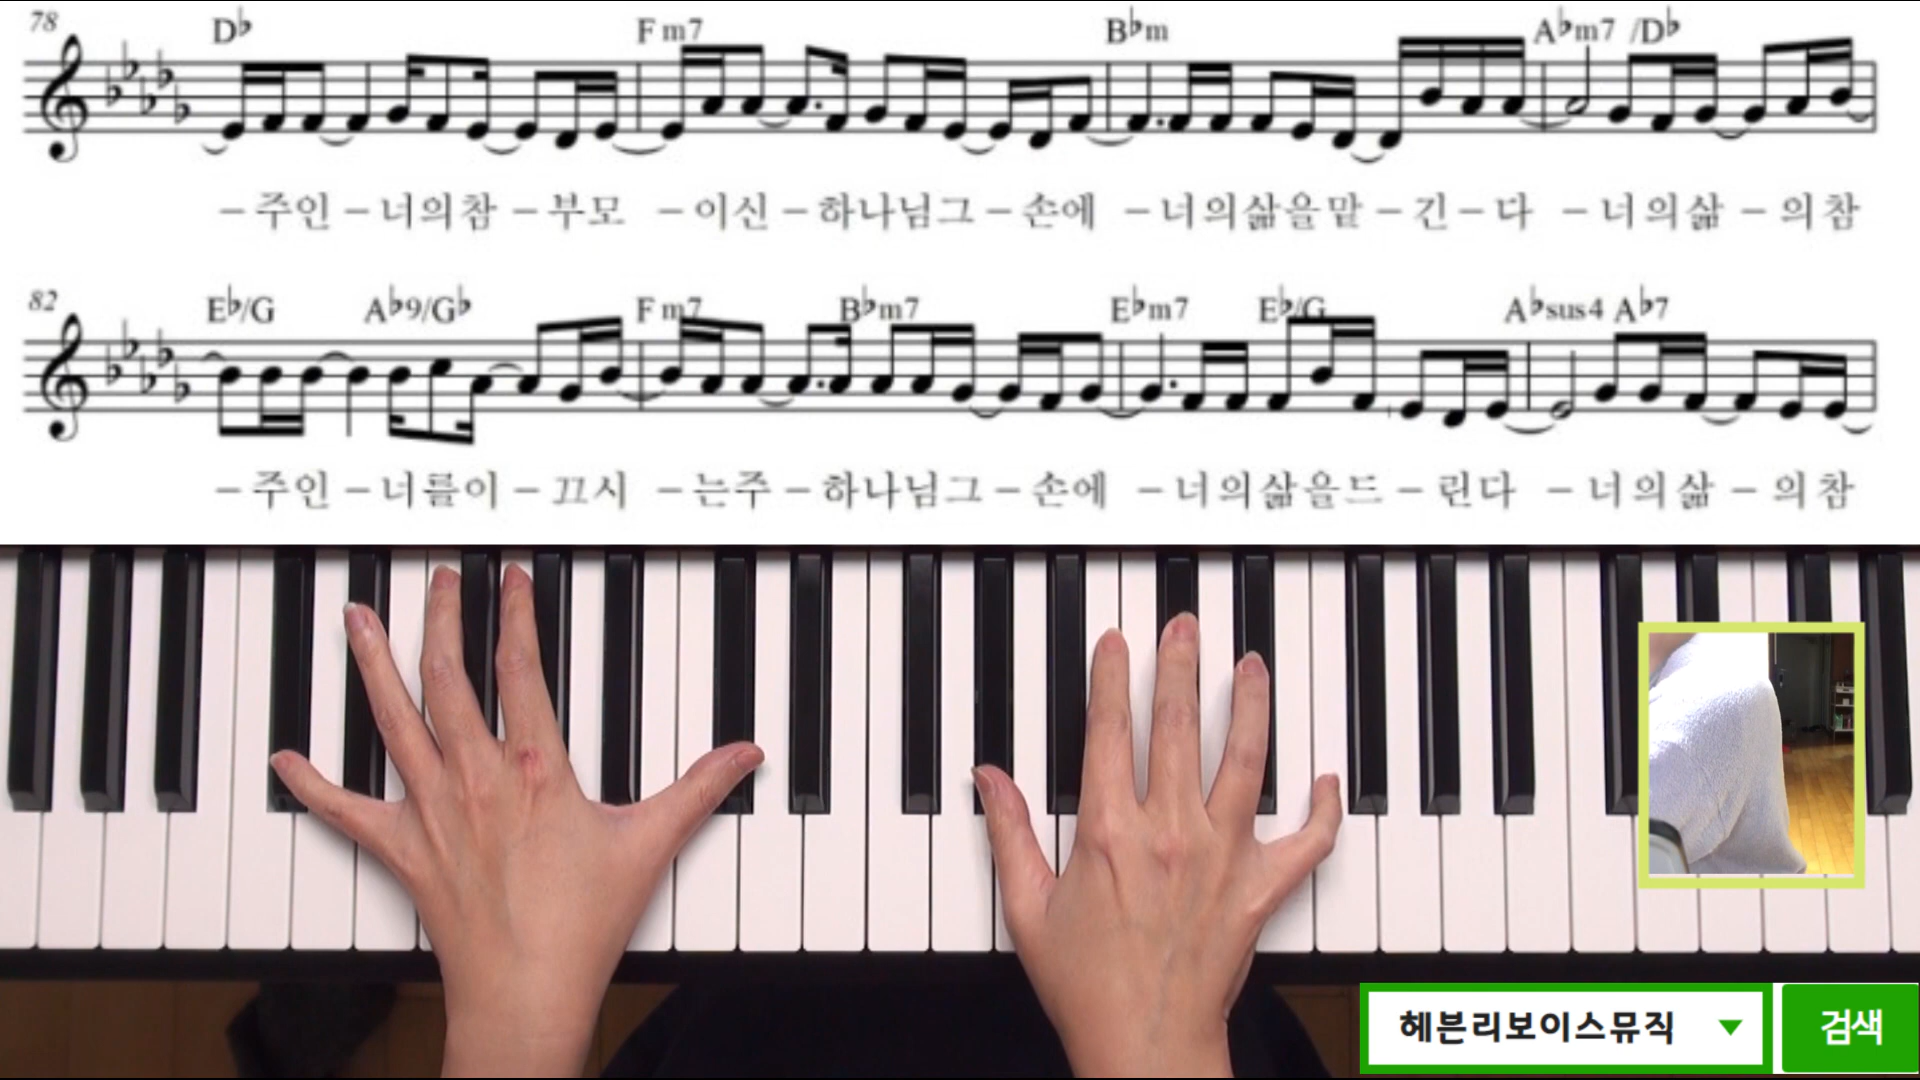 78 D♭ Fm7 B♭m A♭m7 /D♭
– 주인 – 너의참 – 부모 – 이신 – 하나님그 – 손에 – 너의삶을맡 – 긴 – 다 – 너의삶 – 의참
82 E♭/G A♭9/G♭ Fm7 B♭m7 E♭m7 E♭/G A♭sus4 A♭7
– 주인 – 너를이 – 끄시 – 는주 – 하나님그 – 손에 – 너의삶을드 – 린다 – 너의삶 – 의참
헤븐리보이스뮤직 검색